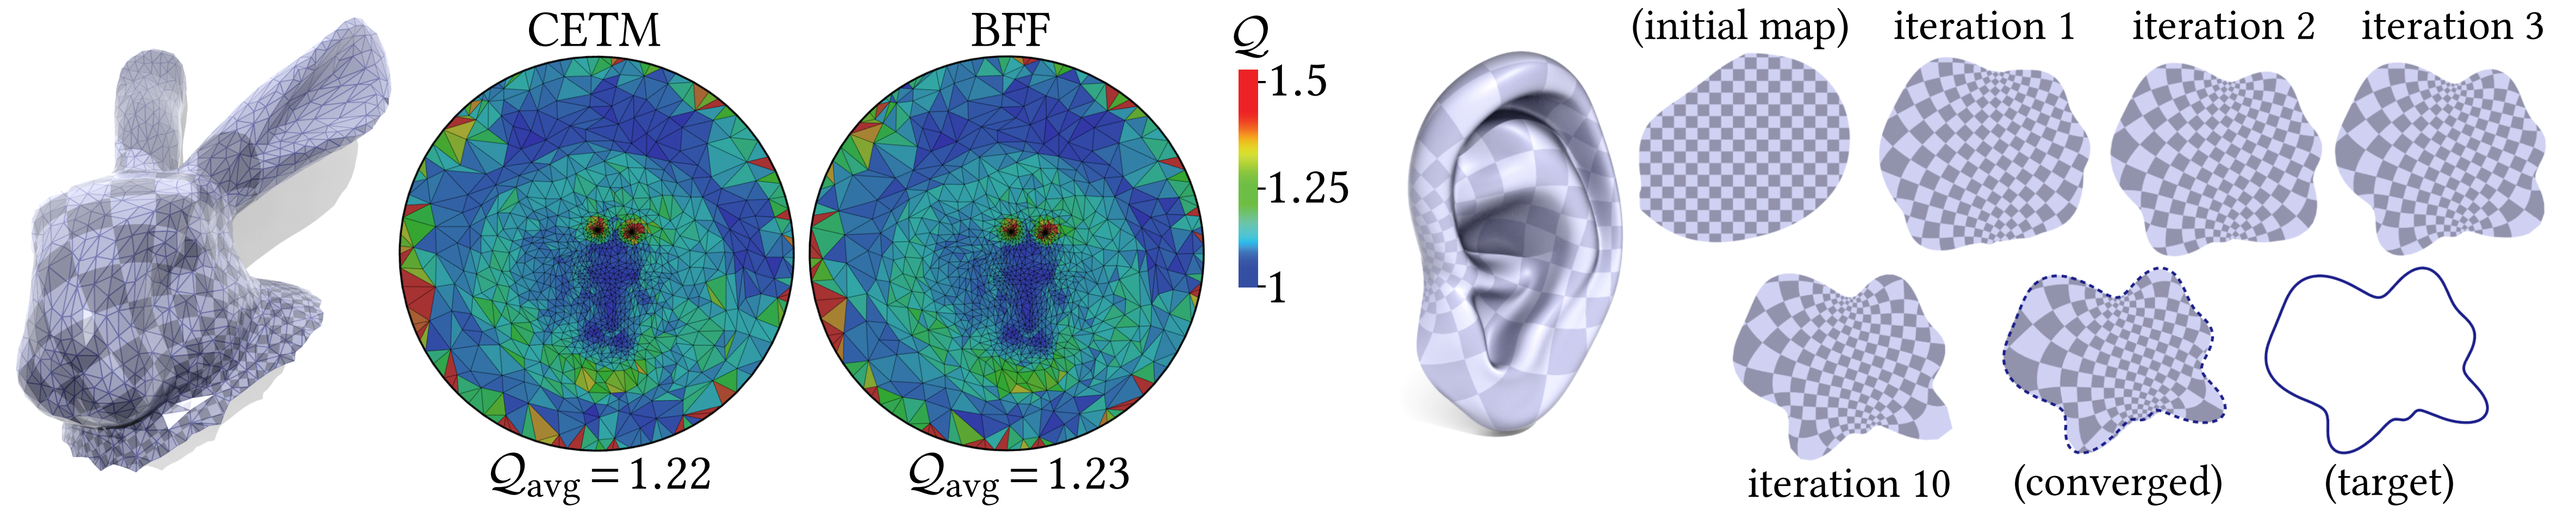 CETM
BFF
𝒬
1.5
1.25
1
𝒬avg = 1.22
𝒬avg = 1.23
(initial map)
iteration 1
iteration 2
iteration 3
iteration 10
(converged)
(target)